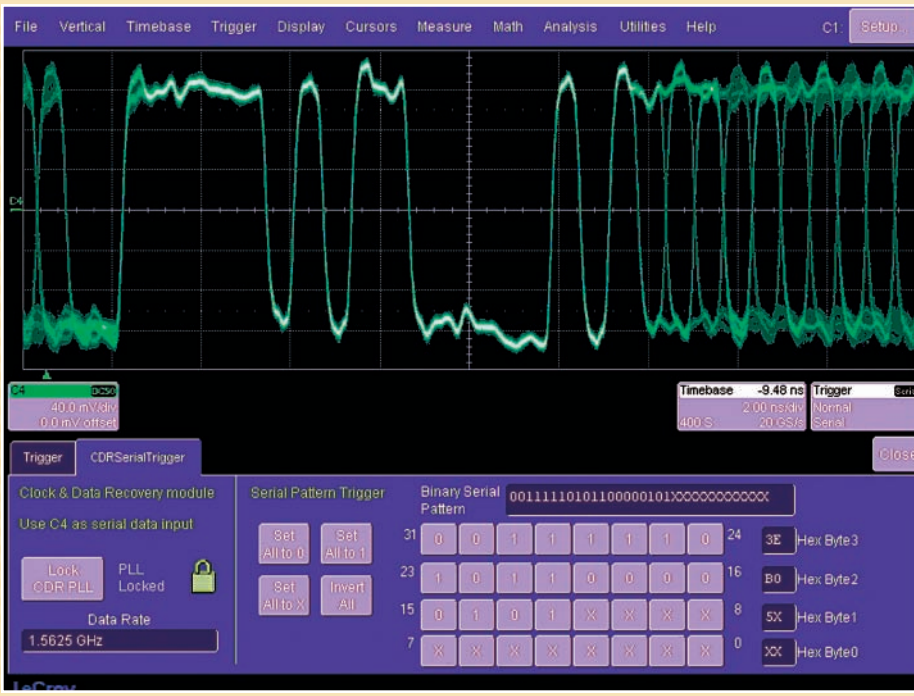 File Vertical Timebase Trigger Display Cursors Measure Math Analysis Utilities Help C1: Setup...
C4
C4 DC50
40.0 mV/div
0.0 mV offset
Timebase -9.48 ns
2.00 ns/div
400 S 20 GS/s
Trigger
Normal
Serial
Trigger CDRSerialTrigger Close
Clock & Data Recovery module
Use C4 as serial data input
Lock CDR PLL
PLL Locked
Data Rate
1.5625 GHz
Serial Pattern Trigger
Set All to 0
Set All to 1
Set All to X
Invert All
Binary Serial Pattern
31 0 0 1 1 1 1 1 0 24 3E Hex Byte3
23 1 0 1 1 0 0 0 0 16 B0 Hex Byte2
15 0 1 0 1 X X X X 8 5X Hex Byte1
7 X X X X X X X X 0 XX Hex Byte0
LeCroy